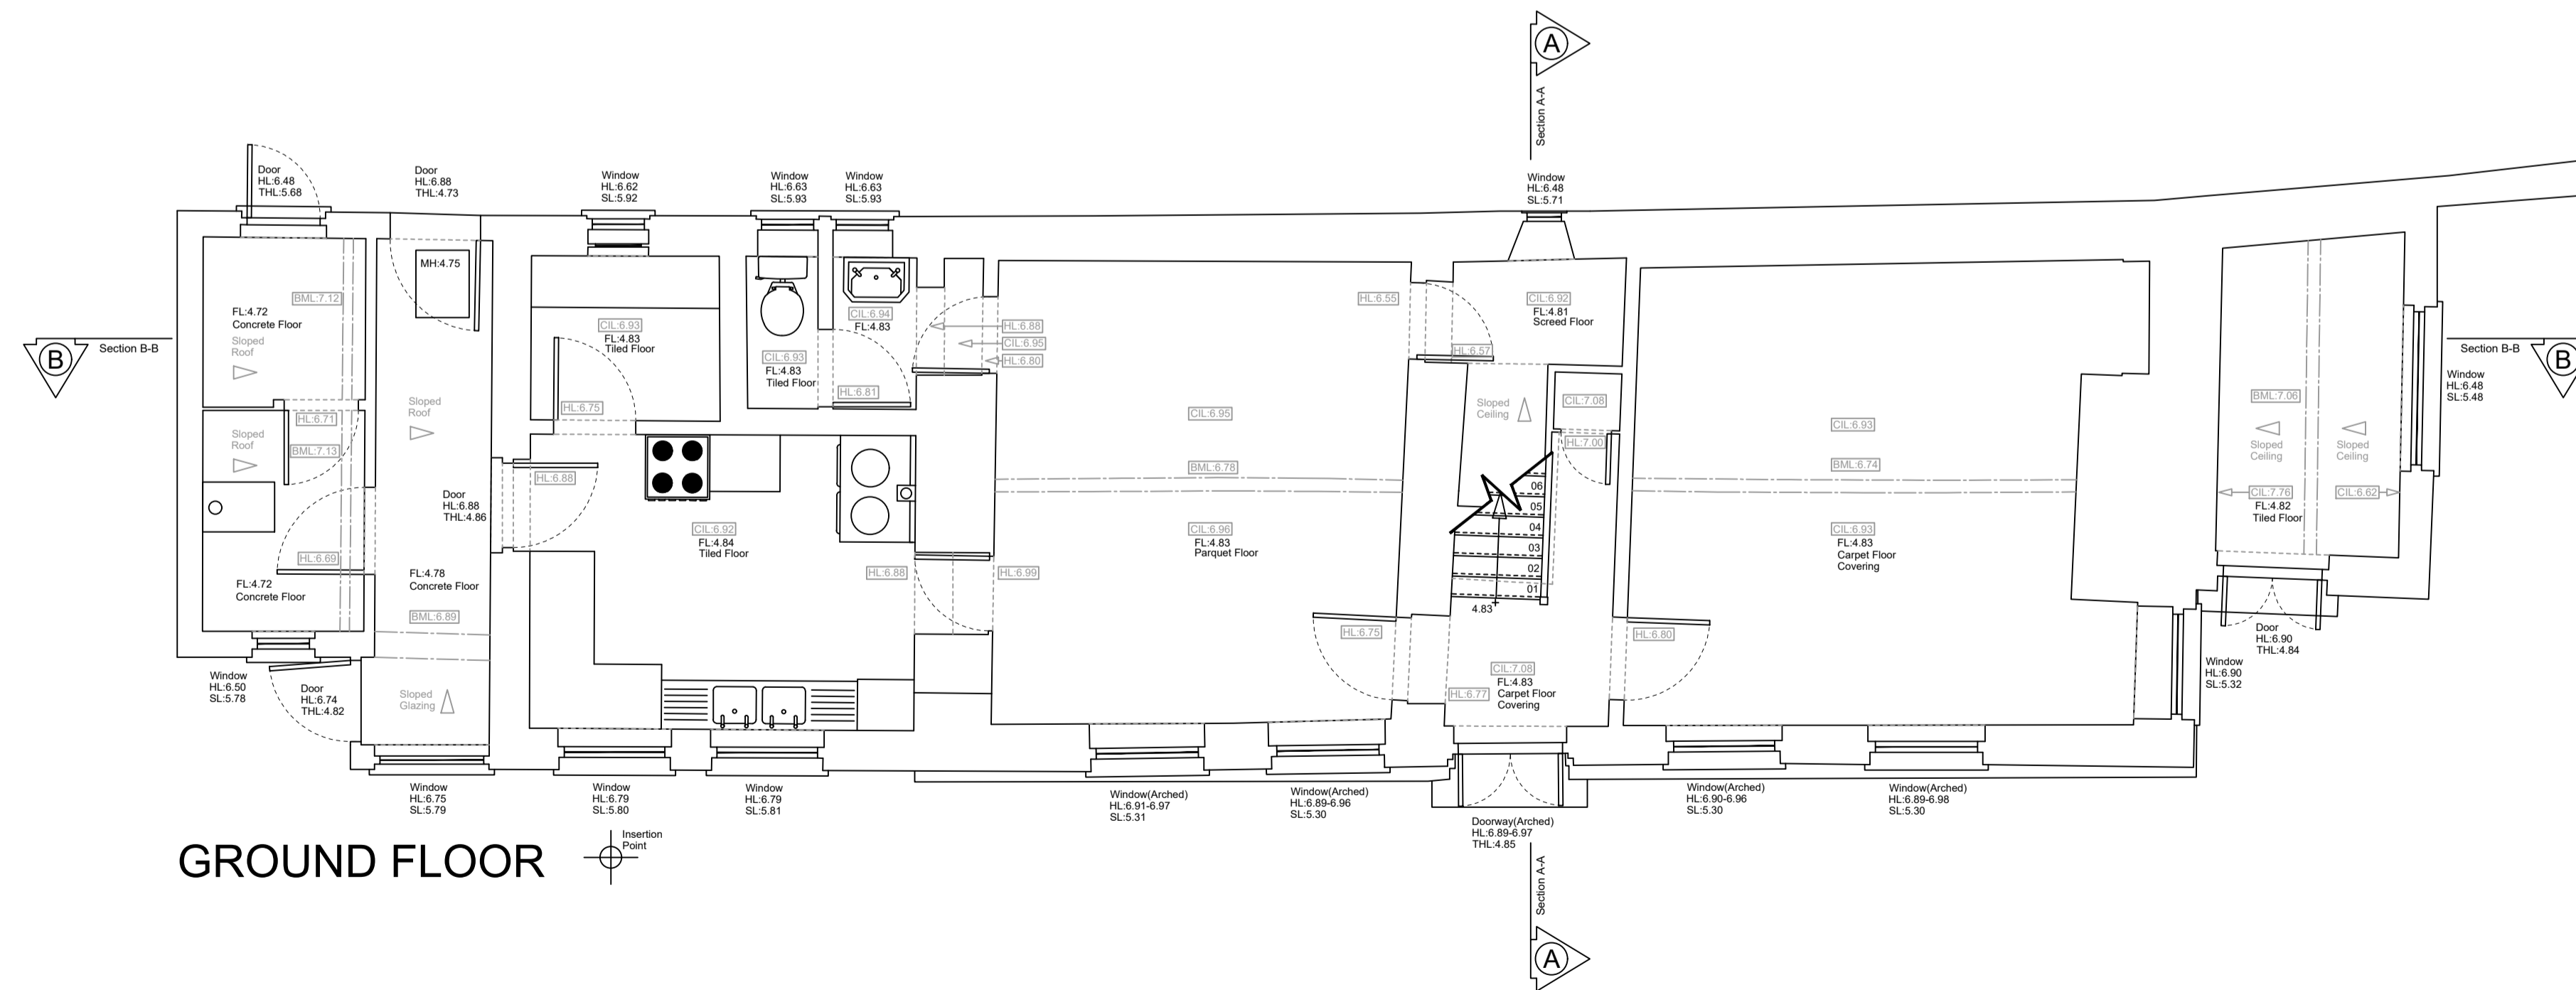 A
Section A-A
Door
HL:6.48
THL:5.68
Door
HL:6.88
THL:4.73
Window
HL:6.62
SL:5.92
Window
HL:6.63
SL:5.93
Window
HL:6.63
SL:5.93
Window
HL:6.48
SL:5.71
B
Section B-B
Section B-B
B
Window
HL:6.48
SL:5.48
BML:7.12
FL:4.72
Concrete Floor
Sloped
Roof
HL:6.71
Sloped
Roof
BML:7.13
HL:6.69
FL:4.72
Concrete Floor
MH:4.75
Sloped
Roof
Door
HL:6.88
THL:4.86
FL:4.78
Concrete Floor
BML:6.89
Sloped
Glazing
CIL:6.93
FL:4.83
Tiled Floor
HL:6.75
HL:6.88
CIL:6.93
FL:4.83
Tiled Floor
CIL:6.94
FL:4.83
HL:6.81
HL:6.88
CIL:6.95
HL:6.80
CIL:6.92
FL:4.84
Tiled Floor
HL:6.88
HL:6.99
CIL:6.95
BML:6.78
CIL:6.96
FL:4.83
Parquet Floor
HL:6.55
HL:6.57
HL:6.75
CIL:6.92
FL:4.81
Screed Floor
Sloped
Ceiling
CIL:7.08
HL:7.00
06
05
04
03
02
01
4.83
HL:6.80
CIL:7.08
FL:4.83
Carpet Floor
Covering
HL:6.77
CIL:6.93
BML:6.74
CIL:6.93
FL:4.83
Carpet Floor
Covering
BML:7.06
Sloped
Ceiling
Sloped
Ceiling
CIL:7.76
CIL:6.62
FL:4.82
Tiled Floor
Door
HL:6.90
THL:4.84
Window
HL:6.90
SL:5.32
Window
HL:6.50
SL:5.78
Door
HL:6.74
THL:4.82
Window
HL:6.75
SL:5.79
Window
HL:6.79
SL:5.80
Window
HL:6.79
SL:5.81
Window(Arched)
HL:6.91-6.97
SL:5.31
Window(Arched)
HL:6.89-6.96
SL:5.30
Doorway(Arched)
HL:6.89-6.97
THL:4.85
Window(Arched)
HL:6.90-6.96
SL:5.30
Window(Arched)
HL:6.89-6.98
SL:5.30
GROUND FLOOR
Insertion
Point
Section A-A
A